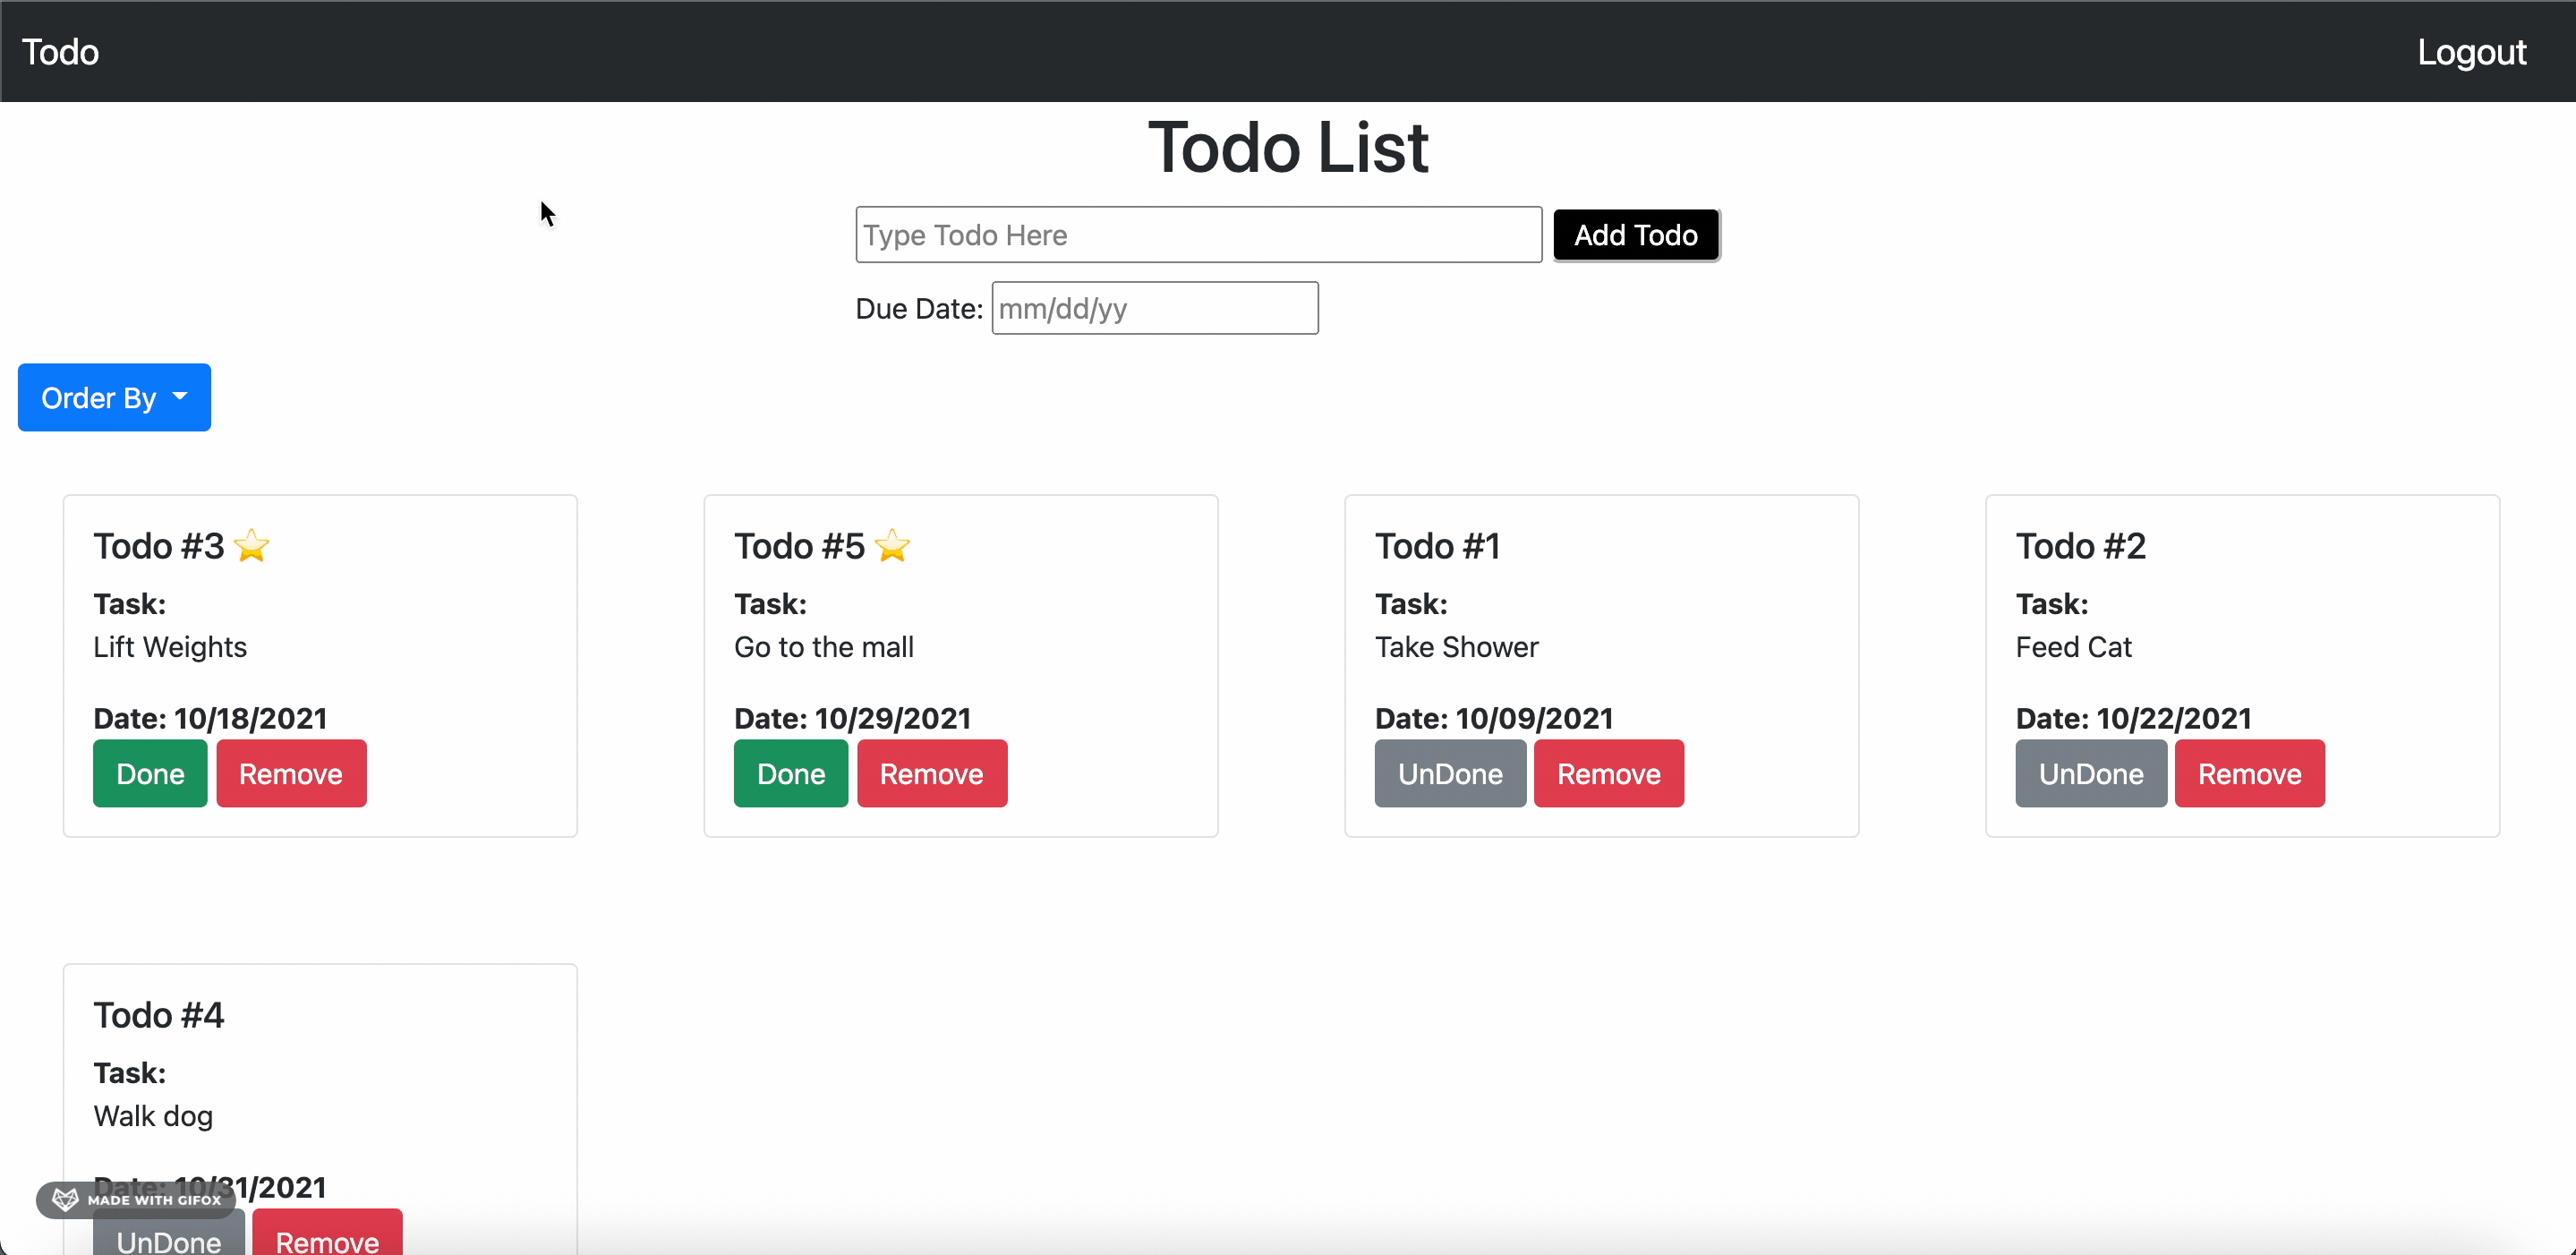 Todo
Logout
Todo List
Type Todo Here
Add Todo
Due Date: mm/dd/yy
Order By
Todo #3
Task:
Lift Weights
Date: 10/18/2021
Done Remove
Todo #5
Task:
Go to the mall
Date: 10/29/2021
Done Remove
Todo #1
Task:
Take Shower
Date: 10/09/2021
UnDone Remove
Todo #2
Task:
Feed Cat
Date: 10/22/2021
UnDone Remove
Todo #4
Task:
Walk dog
Date: 10/31/2021
MADE WITH GIFOX
UnDone Remove